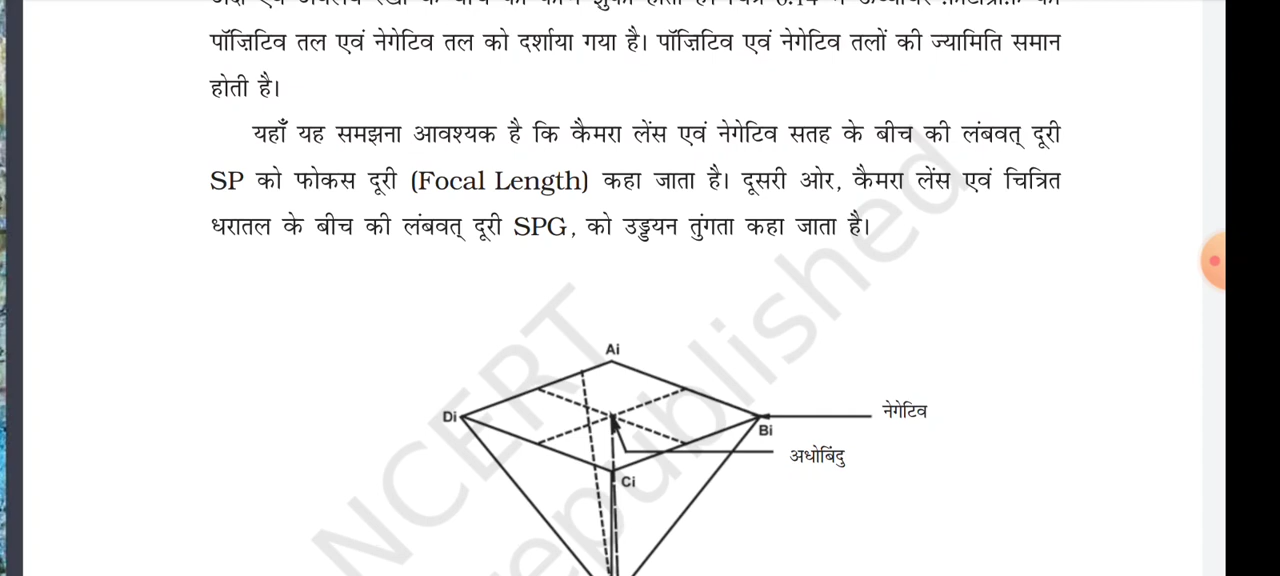 पॉज़िटिव तल एवं नेगेटिव तल को दर्शाया गया है। पॉज़िटिव एवं नेगेटिव तलों की ज्यामिति समान
होती है।
यहाँ यह समझना आवश्यक है कि कैमरा लेंस एवं नेगेटिव सतह के बीच की लंबवत् दूरी
SP को फोकस दूरी (Focal Length) कहा जाता है। दूसरी ओर, कैमरा लेंस एवं चित्रित
धरातल के बीच की लंबवत् दूरी SPG, को उड्डयन तुंगता कहा जाता है।
Ai
Di
नेगेटिव
Bi
अधोबिंदु
Ci
NCERT
republished